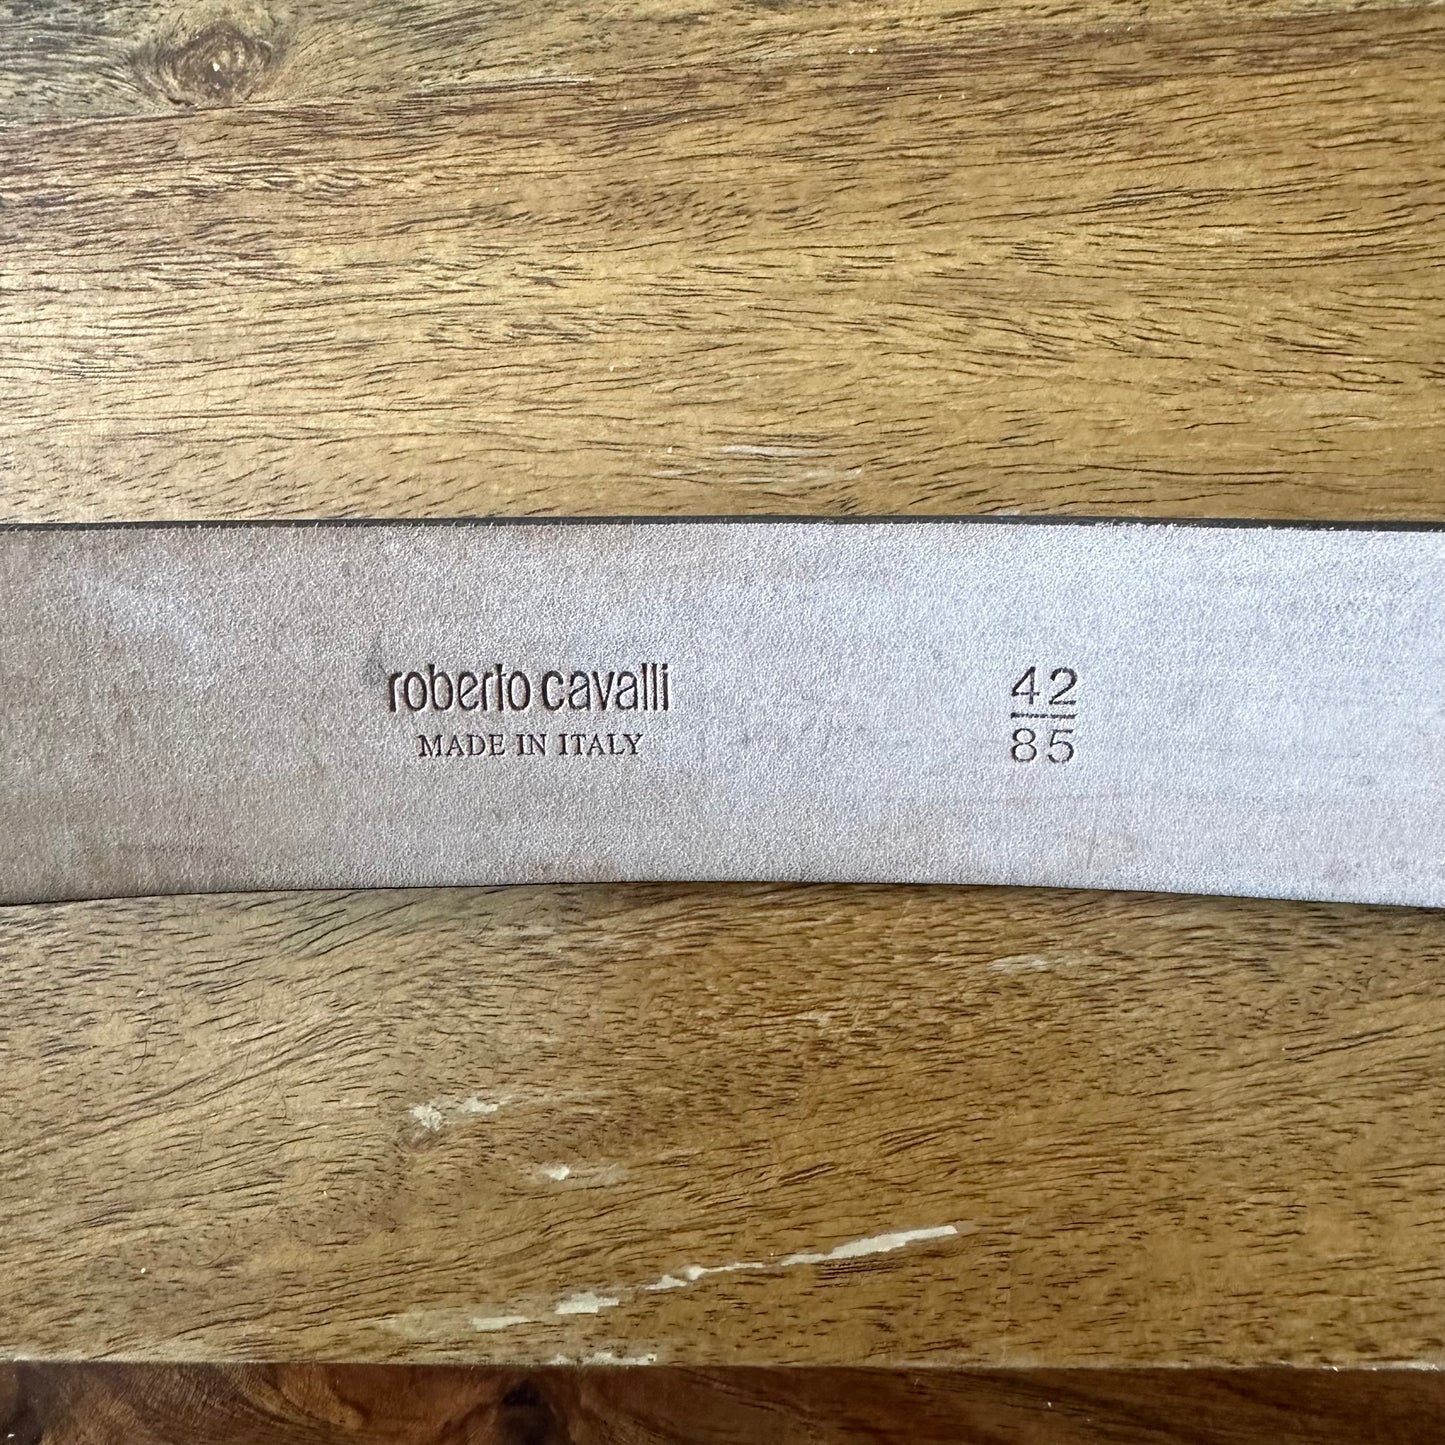 roberto cavalli
MADE IN ITALY
42
85